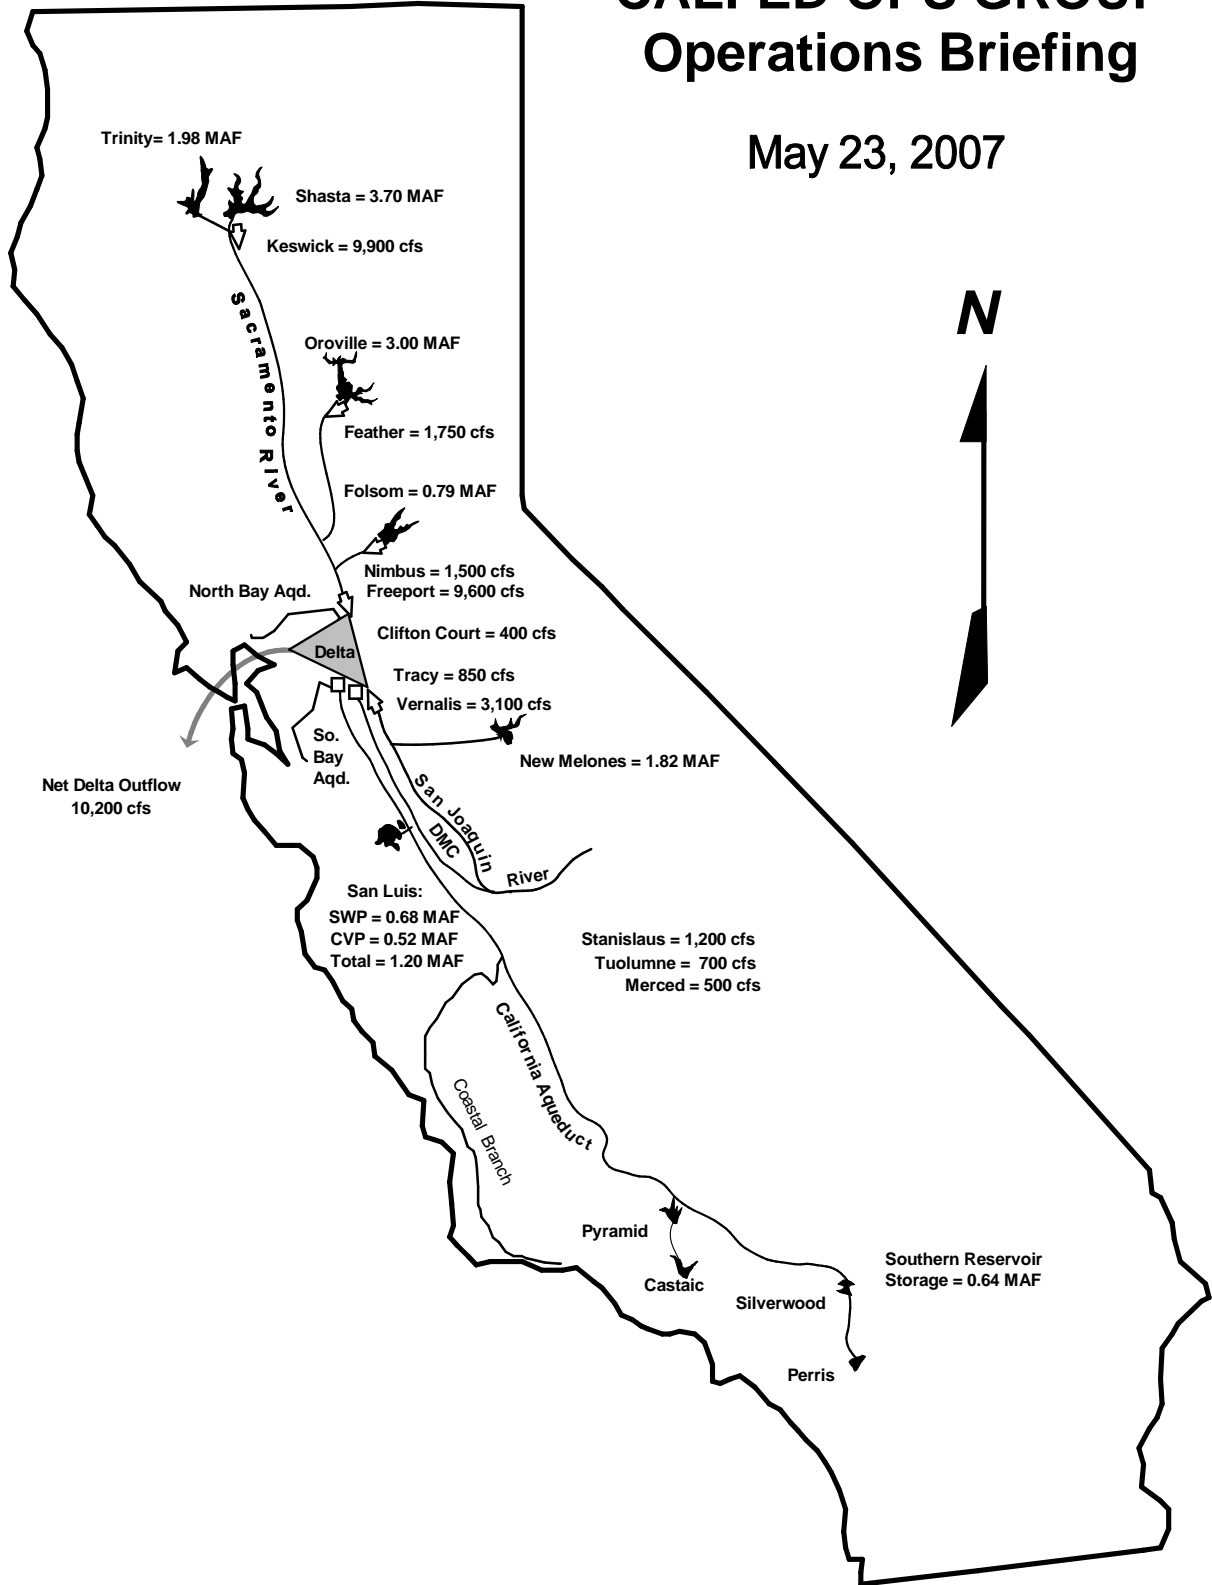 CALFED OPS GROUP
Operations Briefing
May 23, 2007
N
Trinity= 1.98 MAF
Shasta = 3.70 MAF
Keswick = 9,900 cfs
Sacramento River
Oroville = 3.00 MAF
Feather = 1,750 cfs
Folsom = 0.79 MAF
Nimbus = 1,500 cfs
Freeport = 9,600 cfs
North Bay Aqd.
Clifton Court = 400 cfs
Delta
Tracy = 850 cfs
Vernalis = 3,100 cfs
So.
Bay
Aqd.
New Melones = 1.82 MAF
Net Delta Outflow
10,200 cfs
San Joaquin
River
DMC
San Luis:
SWP = 0.68 MAF
CVP = 0.52 MAF
Total = 1.20 MAF
Stanislaus = 1,200 cfs
Tuolumne =  700 cfs
Merced = 500 cfs
California Aqueduct
Coastal Branch
Pyramid
Castaic
Silverwood
Southern Reservoir
Storage = 0.64 MAF
Perris